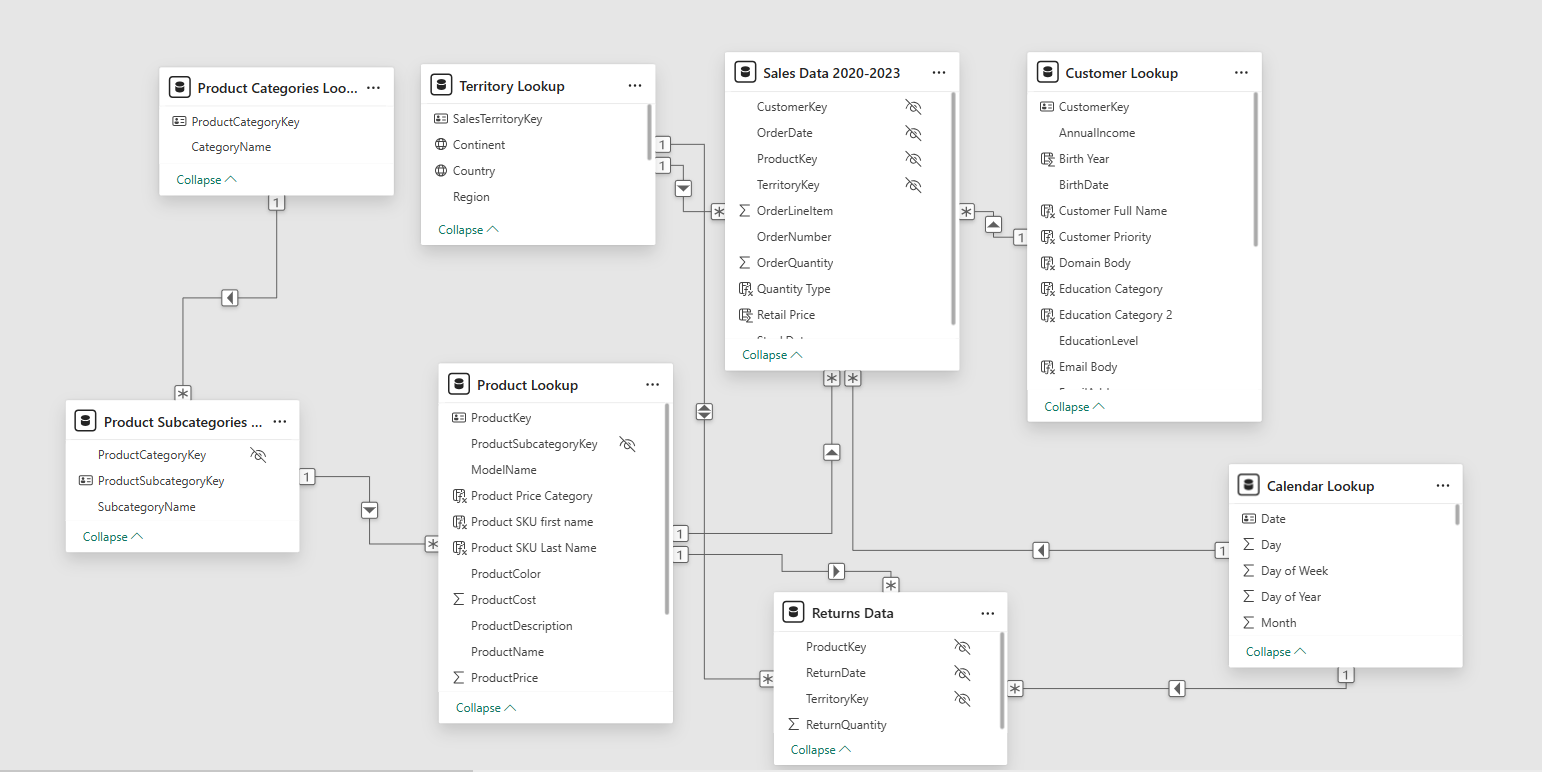 Product Categories Loo...
ProductCategoryKey
CategoryName
Collapse
1
*
Territory Lookup
SalesTerritoryKey
Continent
Country
Region
Collapse
1
1
*
Sales Data 2020-2023
CustomerKey
OrderDate
ProductKey
TerritoryKey
OrderLineItem
OrderNumber
OrderQuantity
Quantity Type
Retail Price
Collapse
*
*
*
1
Customer Lookup
CustomerKey
AnnualIncome
Birth Year
BirthDate
Customer Full Name
Customer Priority
Domain Body
Education Category
Education Category 2
EducationLevel
Email Body
Collapse
Product Subcategories ...
ProductCategoryKey
ProductSubcategoryKey
SubcategoryName
Collapse
1
*
Product Lookup
ProductKey
ProductSubcategoryKey
ModelName
Product Price Category
Product SKU first name
Product SKU Last Name
ProductColor
ProductCost
ProductDescription
ProductName
ProductPrice
Collapse
1
1
*
*
Returns Data
ProductKey
ReturnDate
TerritoryKey
ReturnQuantity
Collapse
*
Calendar Lookup
Date
Day
Day of Week
Day of Year
Month
Collapse
1
1